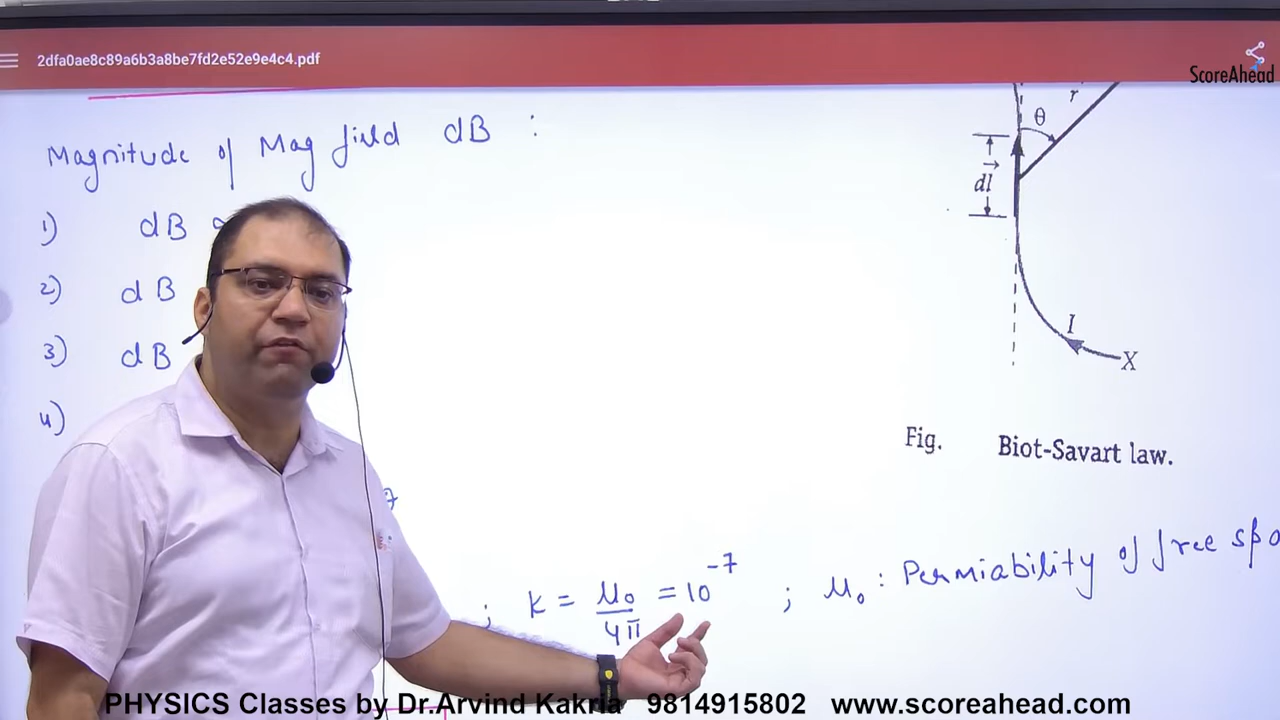 2dfa0ae8c89a6b3a8be7fd2e52e9e4c4.pdf
ScoreAhead
Magnitude of Mag field dB :
1) dB ∝
2) dB
3) dB
4)
r
θ
dl
I
X
Fig. Biot-Savart law.
; K = μ₀/4π = 10⁻⁷ ; μ₀ : Permiability of free spa
PHYSICS Classes by Dr.Arvind Kakria 9814915802 www.scoreahead.com